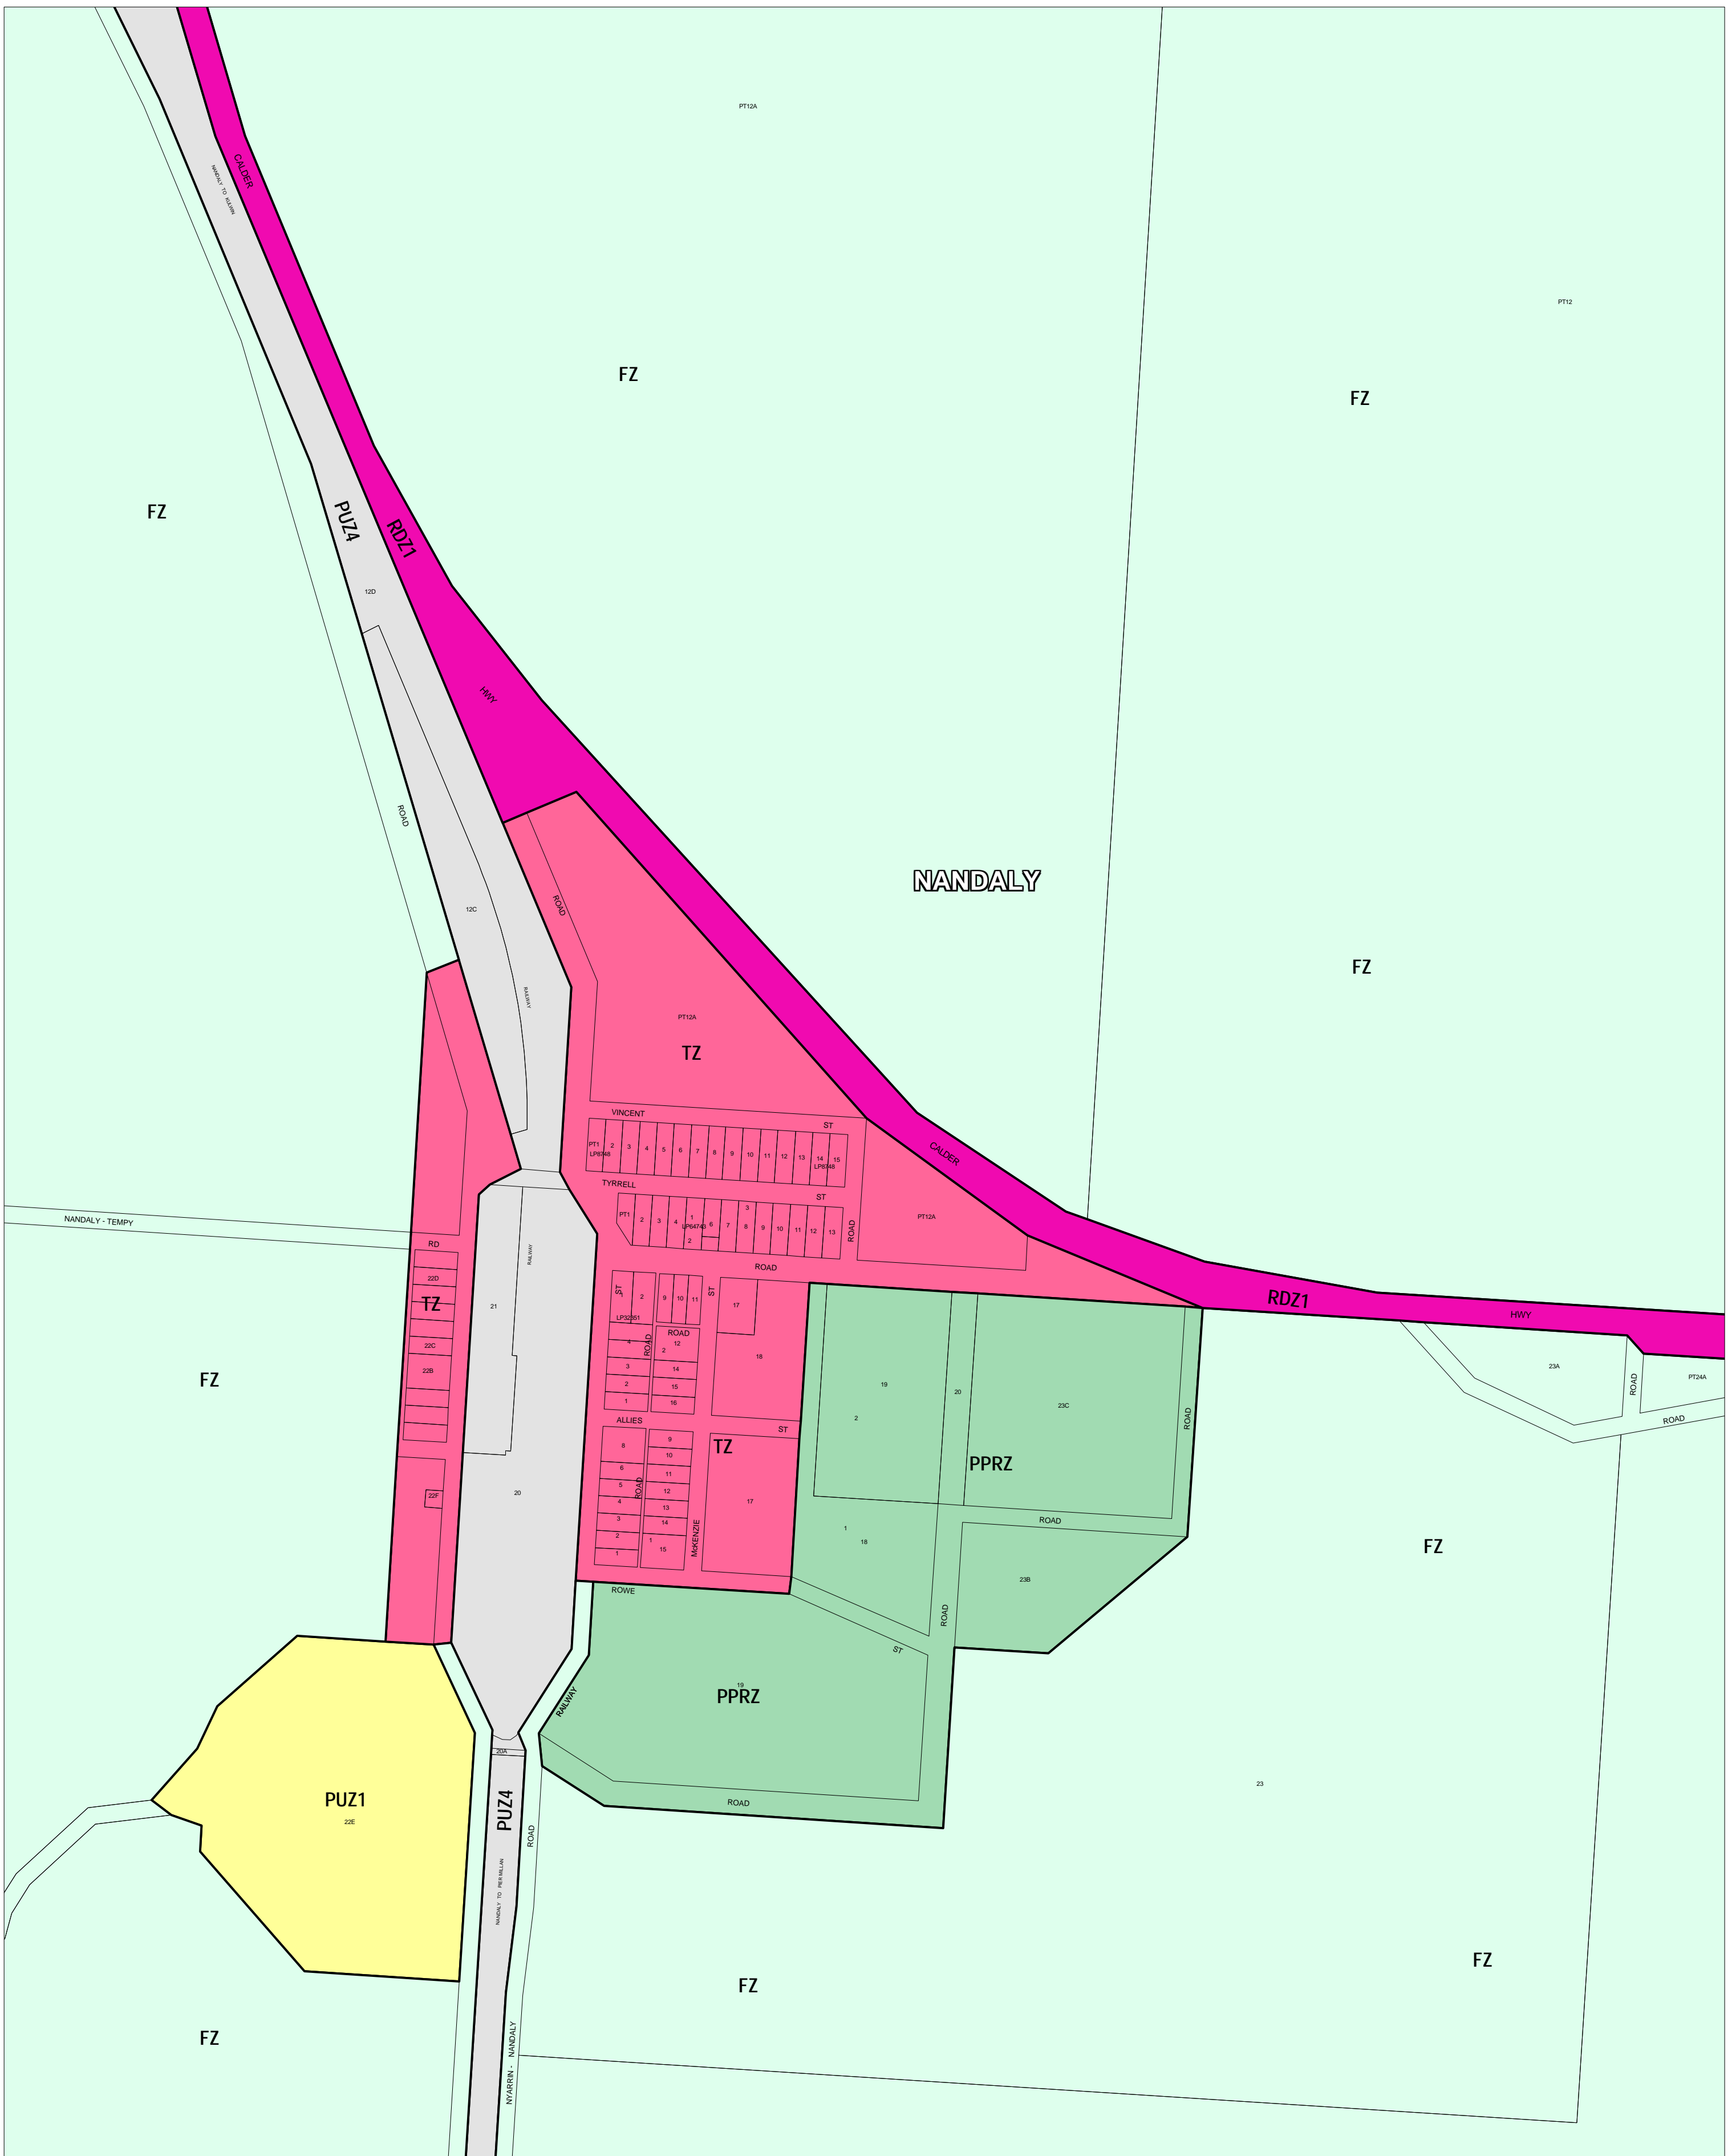 PT12A
CALDER
NANDALY TO KULWIN
PT12
FZ
FZ
FZ
PUZ4
RDZ1
12D
HWY
ROAD
NANDALY
ROAD
12C
FZ
RAILWAY
PT12A
TZ
VINCENT
ST
PT1 2 3 4 5 6 7 8 9 10 11 12 13 14 15
LP8748
LP8748
CALDER
TYRRELL
ST
PT1 2 3 4 1 6 7 3 8 9 10 11 12 13
LP64743
2
ROAD
PT12A
NANDALY - TEMPY
RD
RAILWAY
ROAD
22D
TZ
21
22C
22B
22F
20
ST
1 2 9 10 11
ST
17
LP32351
ROAD
ROAD
4
2
12
18
3
14
2
15
1
16
ALLIES
ST
TZ
8
9
6
10
5
ROAD
11
4
12
3
13
2
14
1
1
15
McKENZIE
17
RDZ1
HWY
19
20
23C
2
ROAD
PPRZ
1
18
ROAD
23B
23A
ROAD
PT24A
ROAD
FZ
FZ
ROWE
ROAD
ST
19
PPRZ
RAILWAY
20A
ROAD
PUZ1
22E
PUZ4
ROAD
23
NANDALY TO PIER MILLAN
FZ
FZ
FZ
NYARRIN - NANDALY